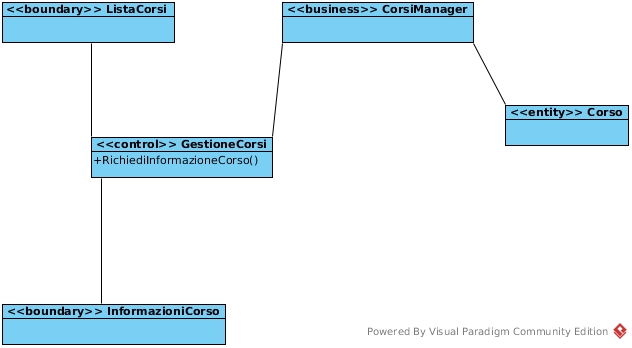 <<boundary>> ListaCorsi
<<business>> CorsiManager
<<entity>> Corso
<<control>> GestioneCorsi
+RichiediInformazioneCorso()
<<boundary>> InformazioniCorso
Powered By Visual Paradigm Community Edition